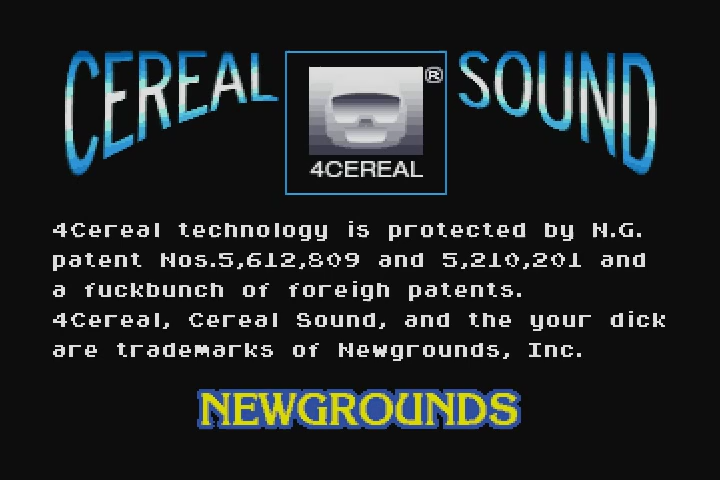 CEREAL SOUND
®
4CEREAL
4Cereal technology is protected by N.G.
patent Nos.5,612,809 and 5,210,201 and
a fuckbunch of foreigh patents.
4Cereal, Cereal Sound, and the your dick
are trademarks of Newgrounds, Inc.
NEWGROUNDS